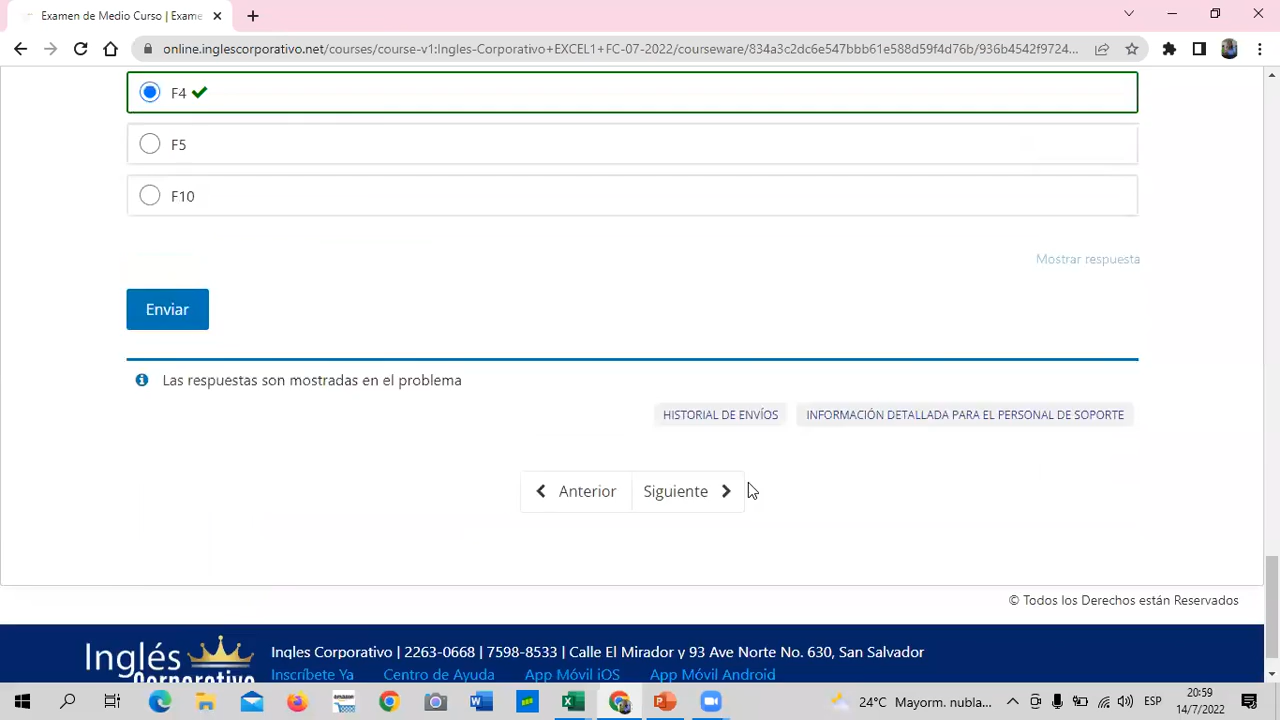 Examen de Medio Curso | Exame
online.inglescorporativo.net/courses/course-v1:Ingles-Corporativo+EXCEL1+FC-07-2022/courseware/334a3c2c6e547bbb61e588d59f4d76b/936b4542f9724...
F4
F5
F10
Mostrar respuesta
Enviar
Las respuestas son mostradas en el problema
HISTORIAL DE ENVÍOS
INFORMACIÓN DETALLADA PARA EL PERSONAL DE SOPORTE
Anterior
Siguiente
© Todos los Derechos están Reservados
Inglés
Corporativo
Ingles Corporativo | 2263-0668 | 7598-8533 | Calle El Mirador y 93 Ave Norte No. 630, San Salvador
Inscríbete Ya
Centro de Ayuda
App Móvil iOS
App Móvil Android
24°C Mayorm. nubla...
ESP
20:59
14/7/2022